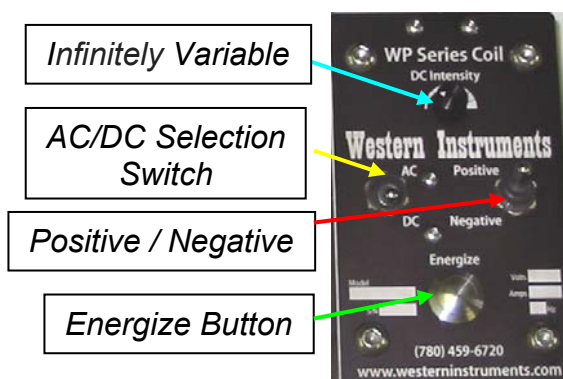 Infinitely Variable
AC/DC Selection
Switch
Positive / Negative
Energize Button
WP Series Coil
DC Intensity
Western Instruments
AC Positive
DC Negative
Energize
Model
S/N
Volts
Amps
Hz
(780) 459-6720
www.westerninstruments.com